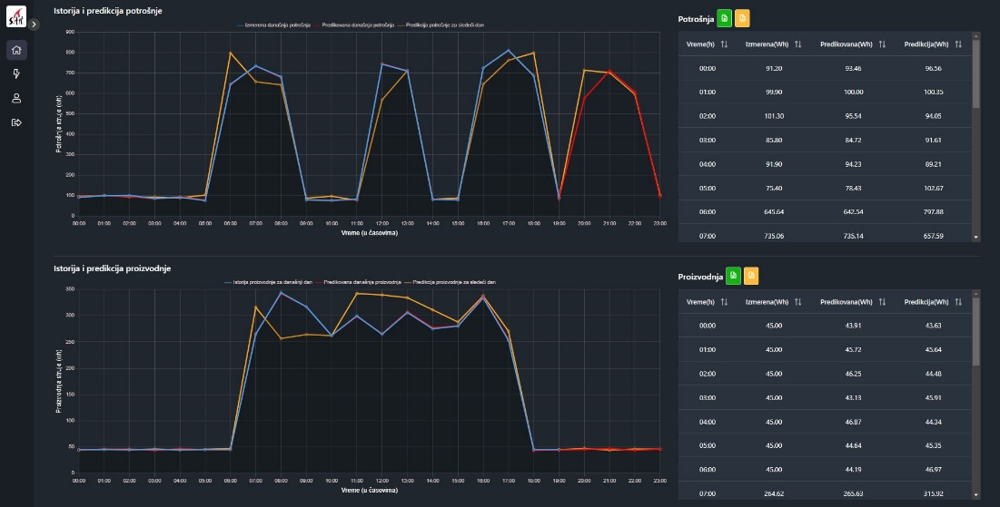 Istorija i predikcija potrošnje
Izmerena današnja potrošnja Predikovana današnja potrošnja Predikcija potrošnje za sledeći dan
900
800
700
600
500
400
300
200
100
0
Potrošnja struje (Wh)
00:00 01:00 02:00 03:00 04:00 05:00 06:00 07:00 08:00 09:00 10:00 11:00 12:00 13:00 14:00 15:00 16:00 17:00 18:00 19:00 20:00 21:00 22:00 23:00
Vreme (u časovima)
Potrošnja
Vreme(h) Izmerena(Wh) Predikovana(Wh) Predikcija(Wh)
00:00 91.20 93.46 96.56
01:00 99.90 100.00 100.35
02:00 101.30 95.54 94.05
03:00 85.80 84.72 91.61
04:00 91.90 94.23 89.21
05:00 75.40 78.43 102.67
06:00 645.64 642.54 797.88
07:00 735.06 735.14 657.59
Istorija i predikcija proizvodnje
Istorija proizvodnje za današnji dan Predikovana današnja proizvodnja Predikcija proizvodnje za sledeći dan
350
300
250
200
150
100
50
0
Proizvodnja struje (Wh)
00:00 01:00 02:00 03:00 04:00 05:00 06:00 07:00 08:00 09:00 10:00 11:00 12:00 13:00 14:00 15:00 16:00 17:00 18:00 19:00 20:00 21:00 22:00 23:00
Vreme (u časovima)
Proizvodnja
Vreme(h) Izmerena(Wh) Predikovana(Wh) Predikcija(Wh)
00:00 45.00 43.91 43.63
01:00 45.00 45.72 45.64
02:00 45.00 46.25 44.48
03:00 45.00 43.13 45.91
04:00 45.00 46.87 44.34
05:00 45.00 44.64 45.35
06:00 45.00 44.19 46.97
07:00 264.62 265.63 315.92